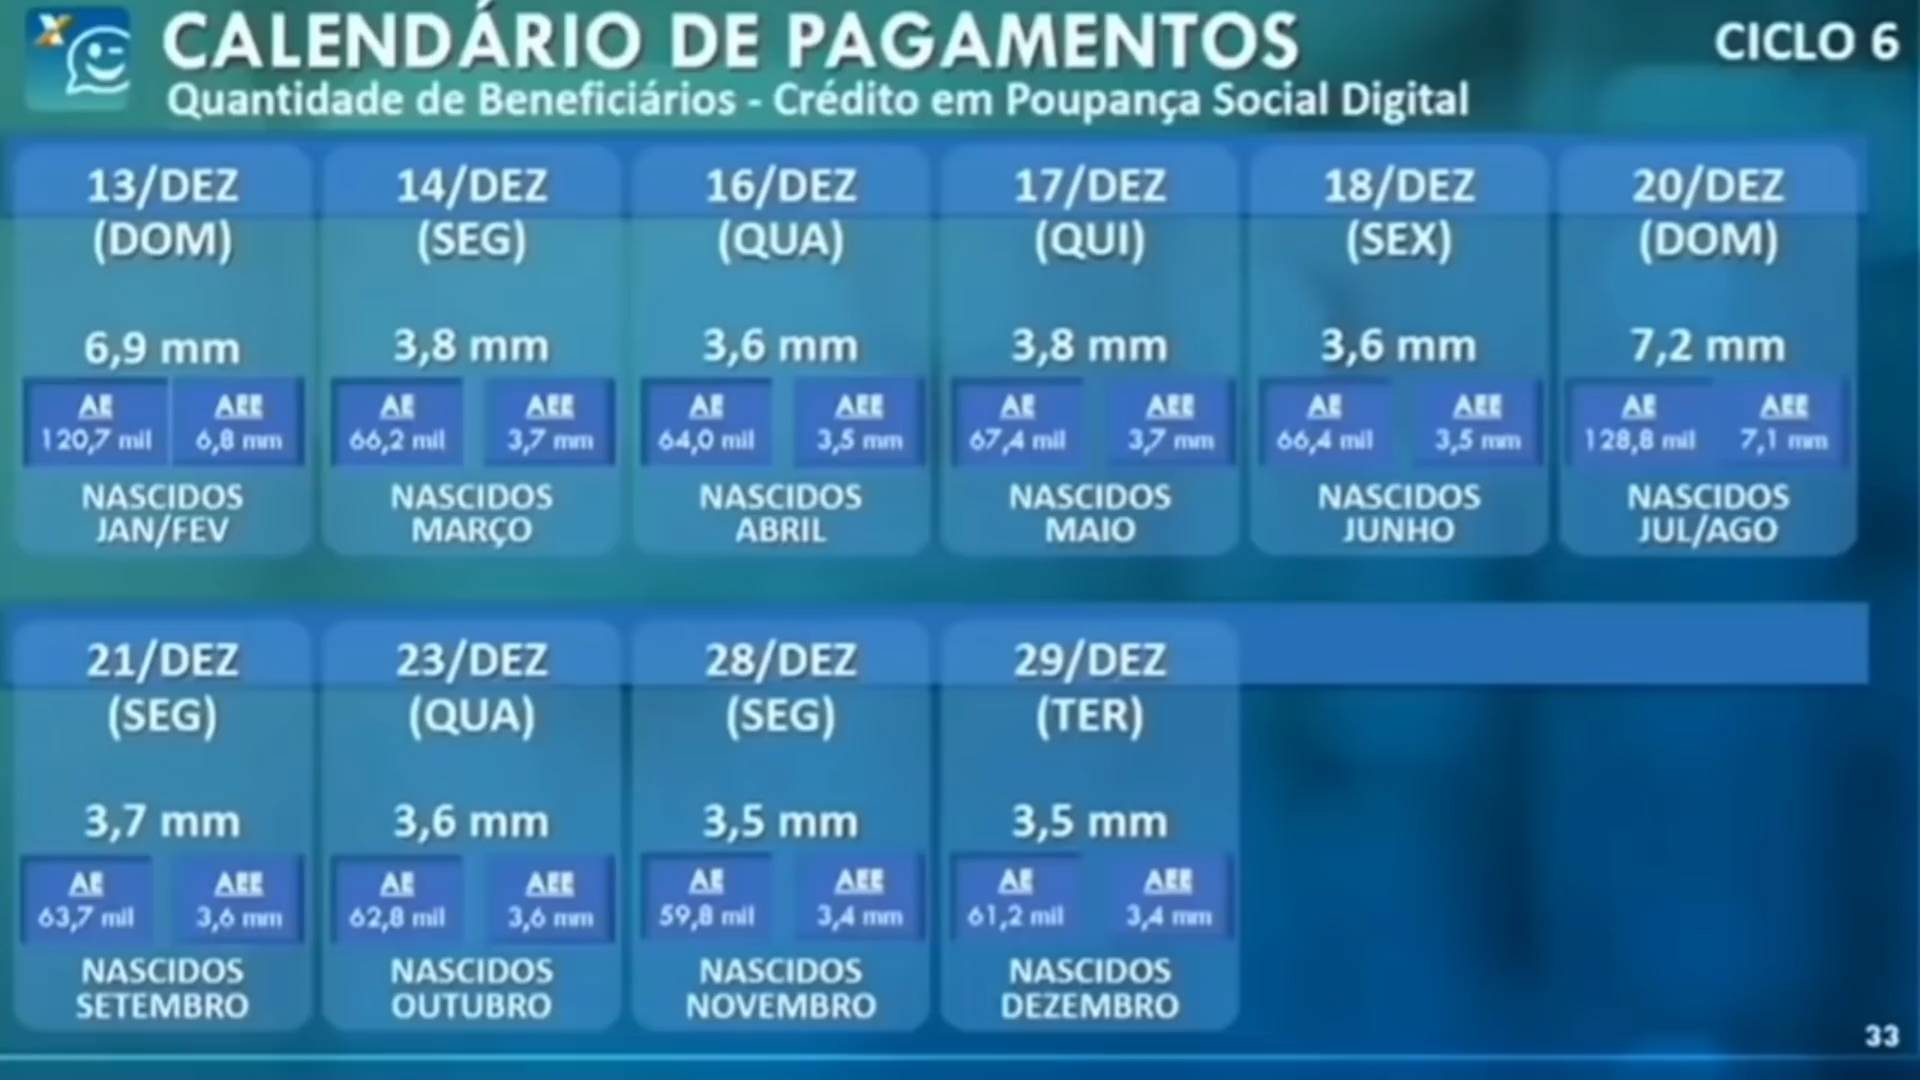 CALENDÁRIO DE PAGAMENTOS
CICLO 6
Quantidade de Beneficiários - Crédito em Poupança Social Digital
13/DEZ
(DOM)
6,9 mm
AE AEE
120,7 mil 6,8 mm
NASCIDOS
JAN/FEV
14/DEZ
(SEG)
3,8 mm
AE AEE
66,2 mil 3,7 mm
NASCIDOS
MARÇO
16/DEZ
(QUA)
3,6 mm
AE AEE
64,0 mil 3,5 mm
NASCIDOS
ABRIL
17/DEZ
(QUI)
3,8 mm
AE AEE
67,4 mil 3,7 mm
NASCIDOS
MAIO
18/DEZ
(SEX)
3,6 mm
AE AEE
66,4 mil 3,5 mm
NASCIDOS
JUNHO
20/DEZ
(DOM)
7,2 mm
AE AEE
128,8 mil 7,1 mm
NASCIDOS
JUL/AGO
21/DEZ
(SEG)
3,7 mm
AE AEE
63,7 mil 3,6 mm
NASCIDOS
SETEMBRO
23/DEZ
(QUA)
3,6 mm
AE AEE
62,8 mil 3,6 mm
NASCIDOS
OUTUBRO
28/DEZ
(SEG)
3,5 mm
AE AEE
59,8 mil 3,4 mm
NASCIDOS
NOVEMBRO
29/DEZ
(TER)
3,5 mm
AE AEE
61,2 mil 3,4 mm
NASCIDOS
DEZEMBRO
33